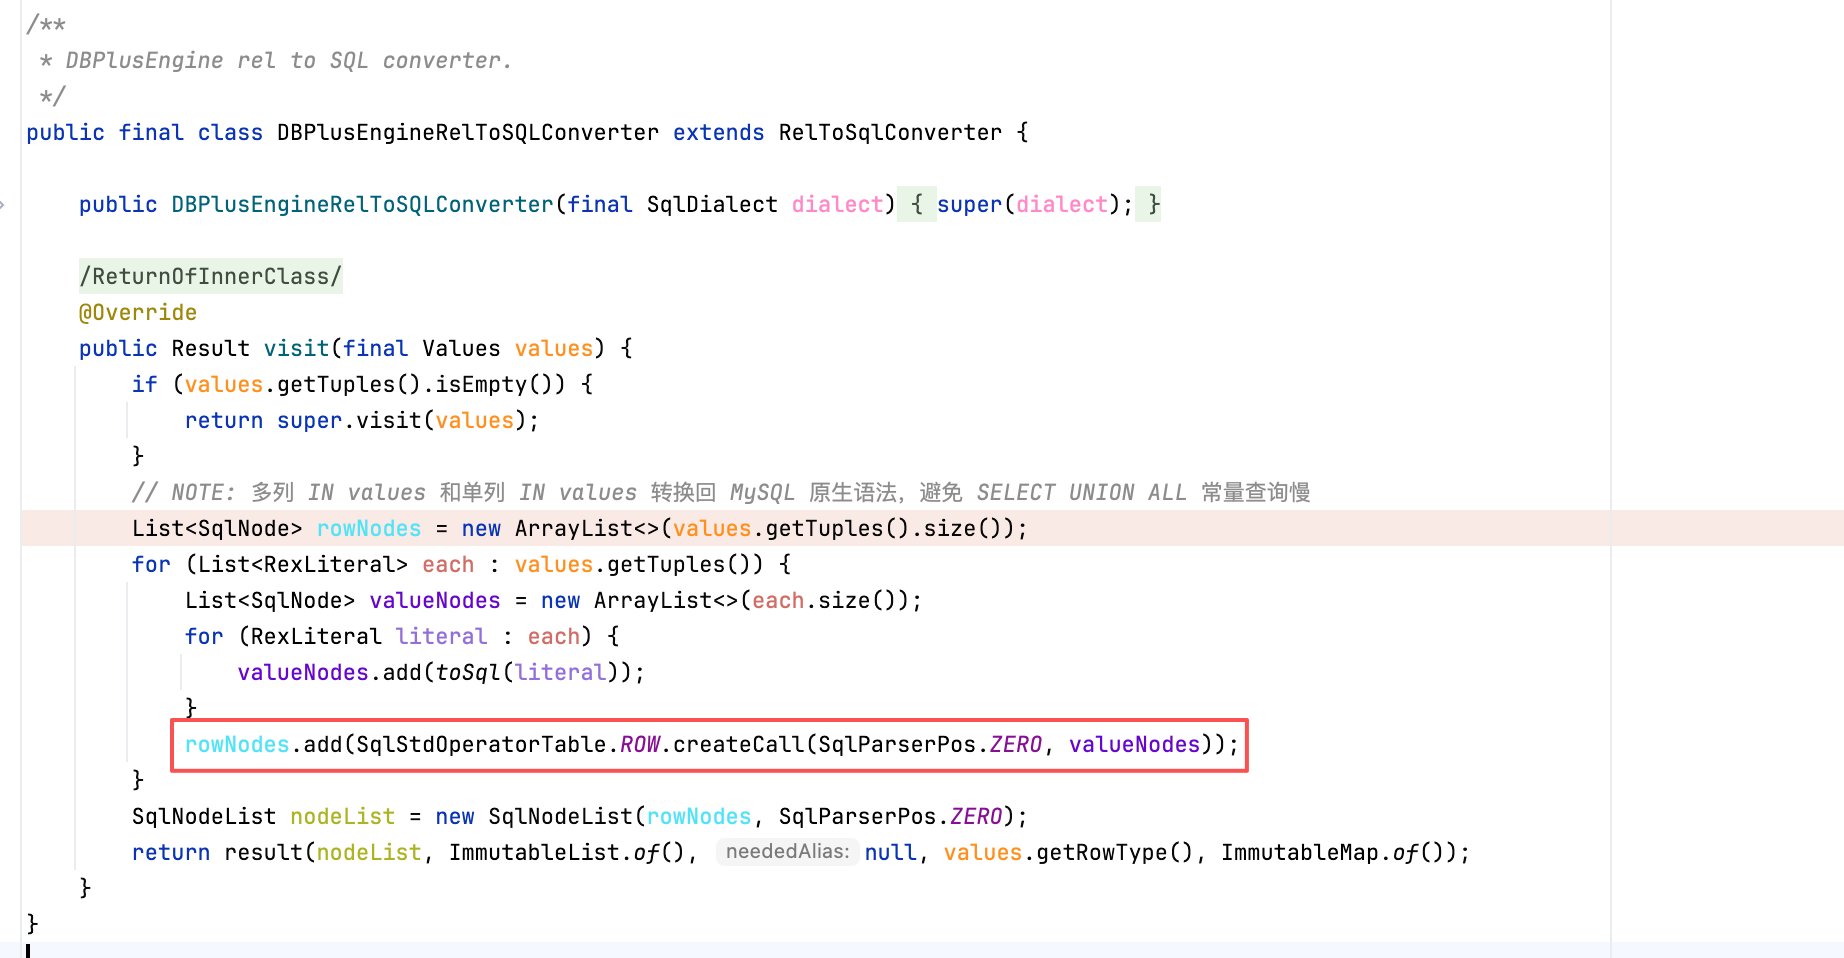 /**
 * DBPlusEngine rel to SQL converter.
 */
public final class DBPlusEngineRelToSQLConverter extends RelToSqlConverter {
    public DBPlusEngineRelToSQLConverter(final SqlDialect dialect) { super(dialect); }
    /ReturnOfInnerClass/
    @Override
    public Result visit(final Values values) {
        if (values.getTuples().isEmpty()) {
            return super.visit(values);
        }
        // NOTE: 多列 IN values 和单列 IN values 转换回 MySQL 原生语法，避免 SELECT UNION ALL 常量查询慢
        List<SqlNode> rowNodes = new ArrayList<>(values.getTuples().size());
        for (List<RexLiteral> each : values.getTuples()) {
            List<SqlNode> valueNodes = new ArrayList<>(each.size());
            for (RexLiteral literal : each) {
                valueNodes.add(toSql(literal));
            }
            rowNodes.add(SqlStdOperatorTable.ROW.createCall(SqlParserPos.ZERO, valueNodes));
        }
        SqlNodeList nodeList = new SqlNodeList(rowNodes, SqlParserPos.ZERO);
        return result(nodeList, ImmutableList.of(), neededAlias: null, values.getRowType(), ImmutableMap.of());
    }
}